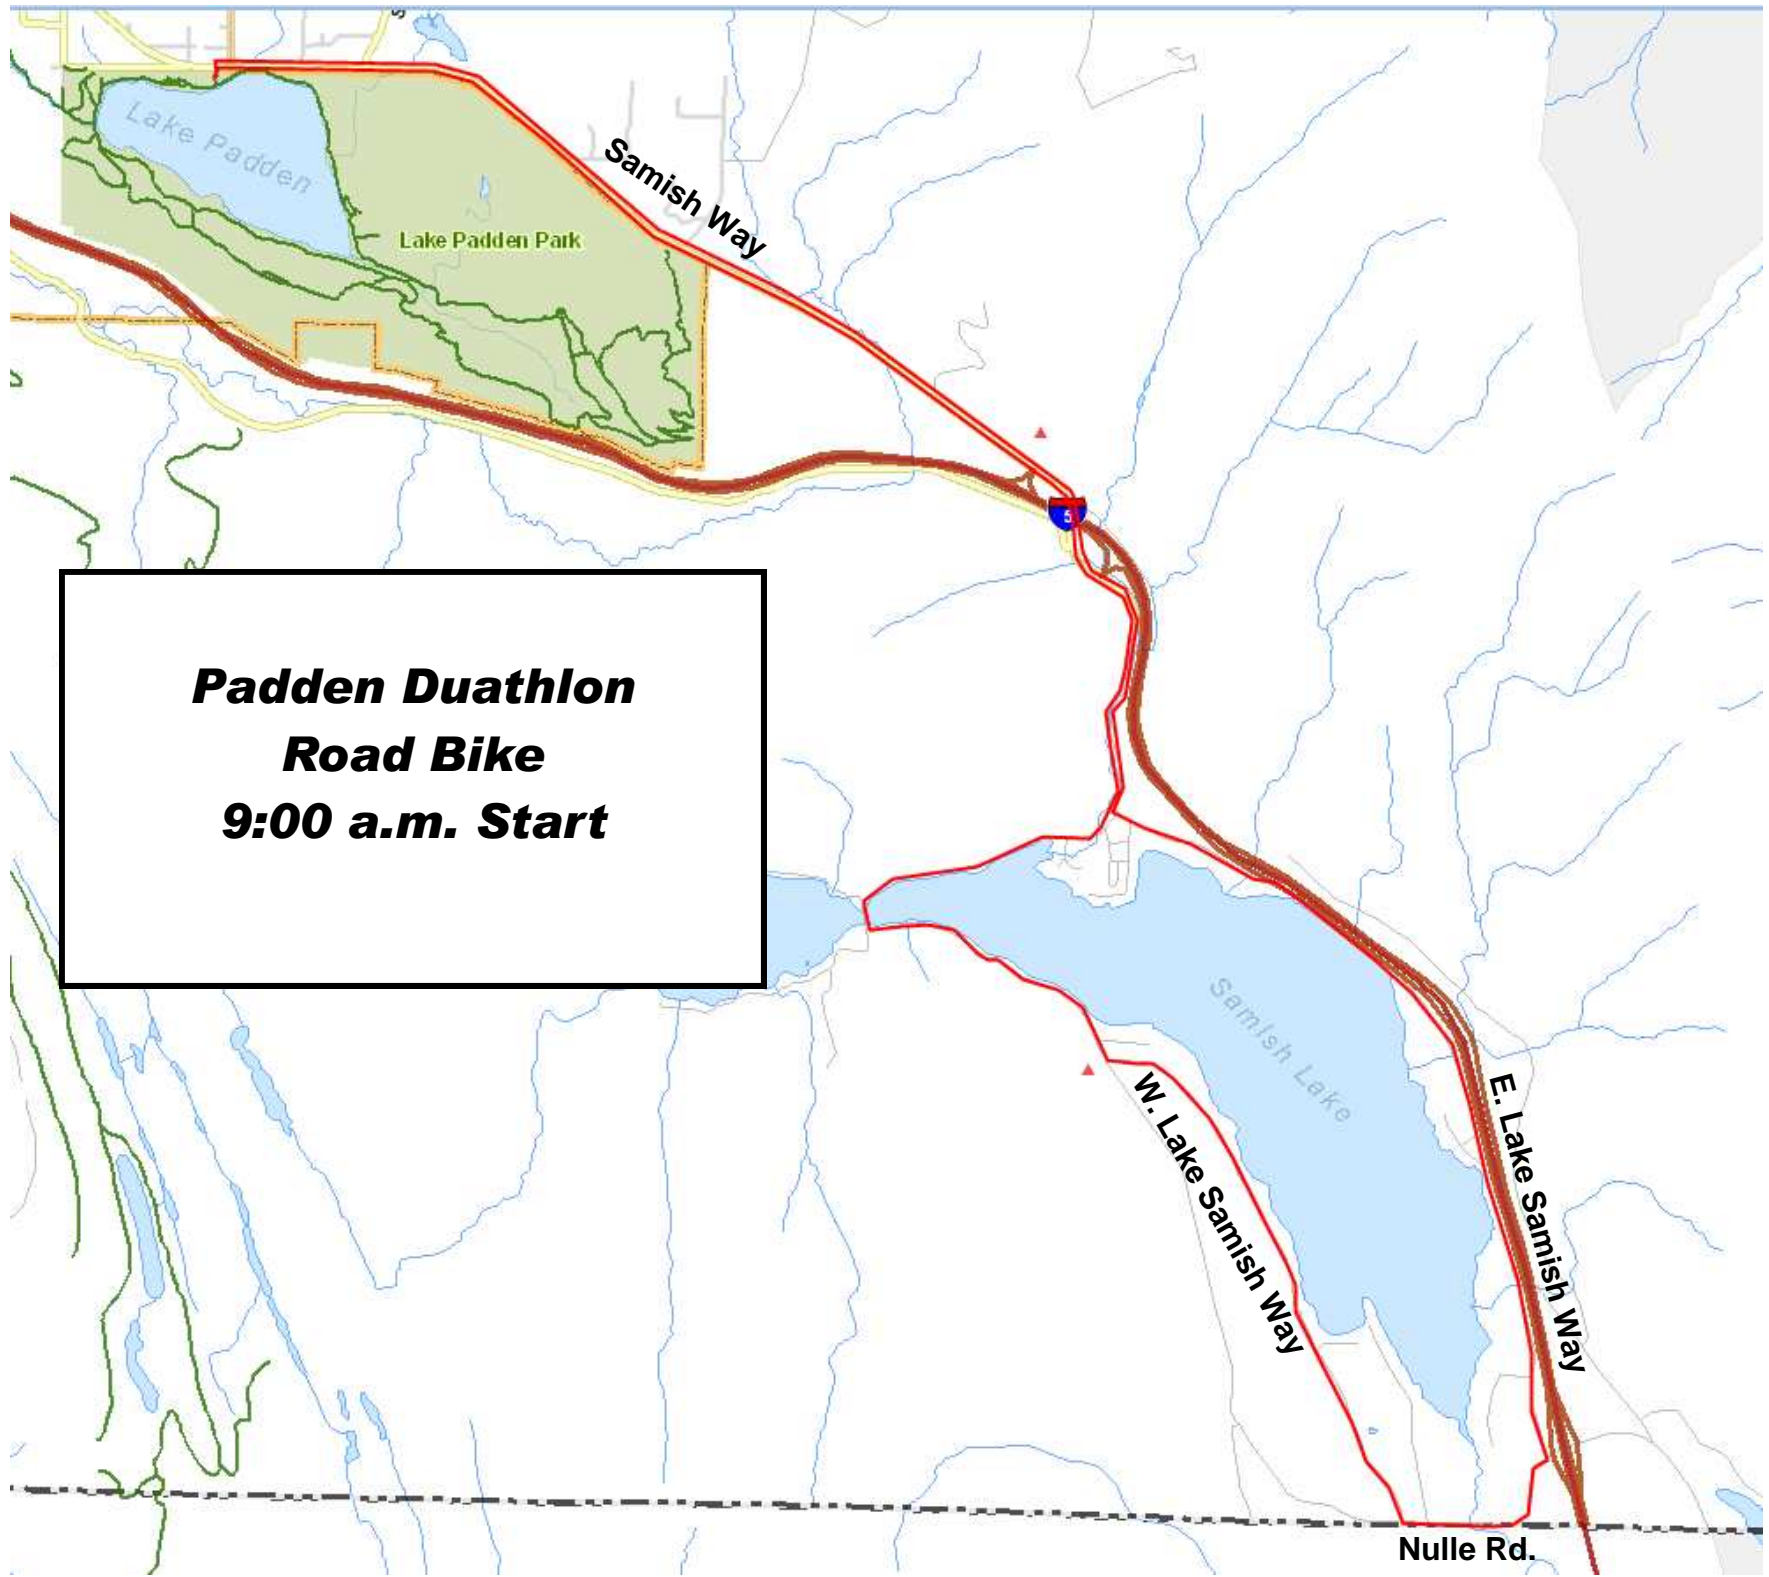 Lake Padden
Samish Way
Lake Padden Park
5
Padden Duathlon
Road Bike
9:00 a.m. Start
Samish Lake
W. Lake Samish Way
E. Lake Samish Way
Nulle Rd.